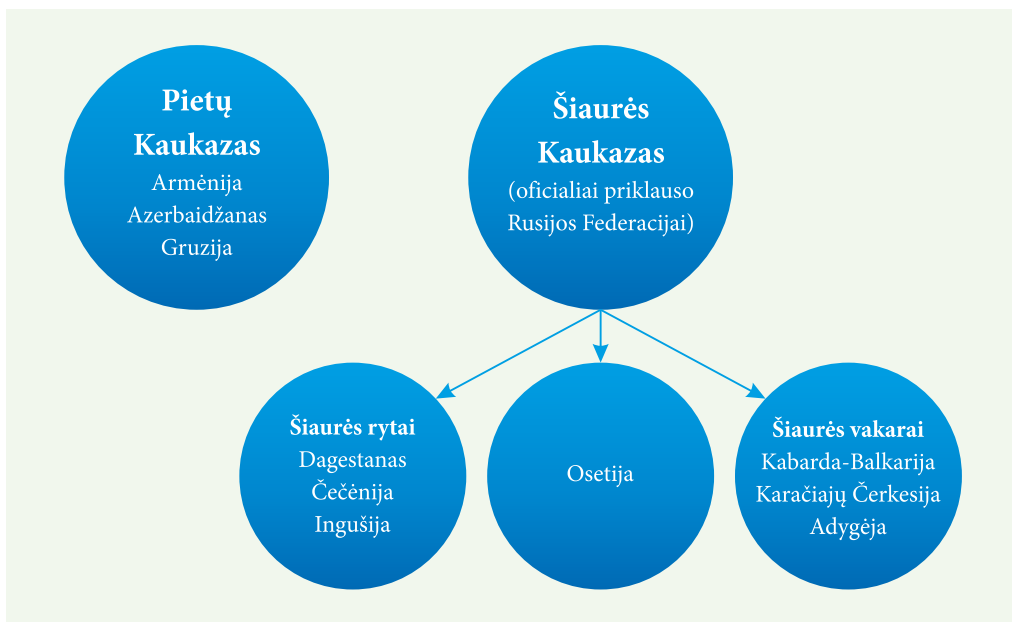 Pietų
Kaukazas
Armėnija
Azerbaidžanas
Gruzija
Šiaurės
Kaukazas
(oficialiai priklauso
Rusijos Federacijai)
Šiaurės rytai
Dagestanas
Čečėnija
Ingušija
Osetija
Šiaurės vakarai
Kabarda-Balkarija
Karačiajų Čerkesija
Adygėja